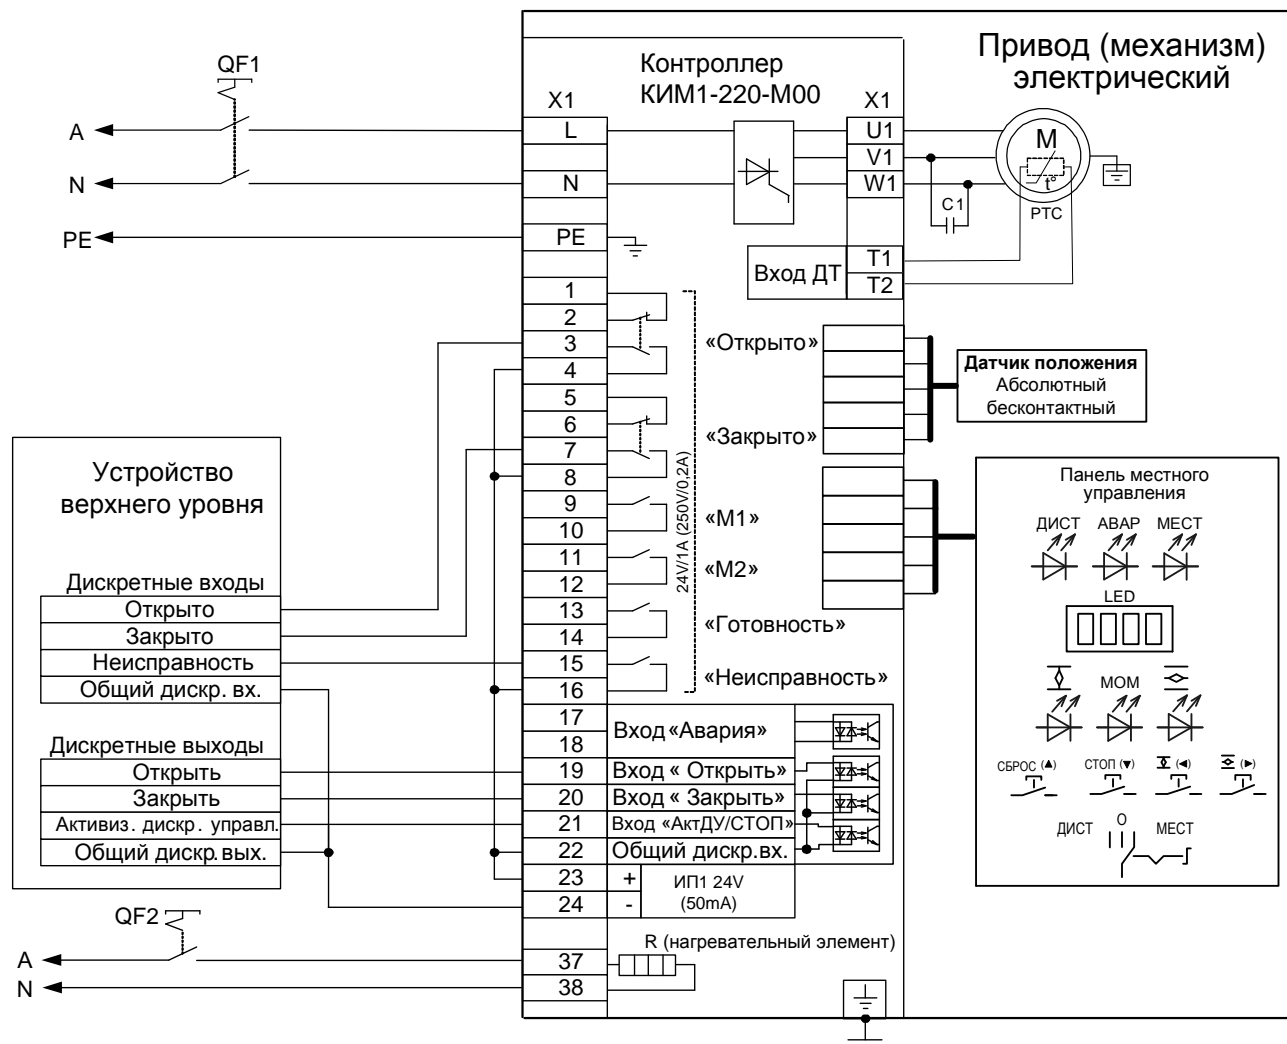 QF1
A
N
PE
Контроллер
КИМ1-220-М00
X1
X1
Привод (механизм)
электрический
L
N
PE
U1
V1
W1
C1
M
t°
PTC
Вход ДТ
T1
T2
1
2
3
4
5
6
7
8
9
10
11
12
13
14
15
16
17
18
19
20
21
22
23
24
37
38
24V/1A (250V/0,2A)
«Открыто»
«Закрыто»
«М1»
«М2»
«Готовность»
«Неисправность»
Датчик положения
Абсолютный
бесконтактный
Устройство
верхнего уровня
Дискретные входы
Открыто
Закрыто
Неисправность
Общий дискр. вх.
Дискретные выходы
Открыть
Закрыть
Активиз. дискр. управл.
Общий дискр. вых.
Вход «Авария»
Вход « Открыть»
Вход « Закрыть»
Вход «АктДУ/СТОП»
Общий дискр.вх.
+
-
ИП1 24V
(50mA)
QF2
A
N
R (нагревательный элемент)
Панель местного
управления
ДИСТ АВАР МЕСТ
LED
МОМ
СБРОС (▲) СТОП (▼) (◄) (►)
ДИСТ O МЕСТ